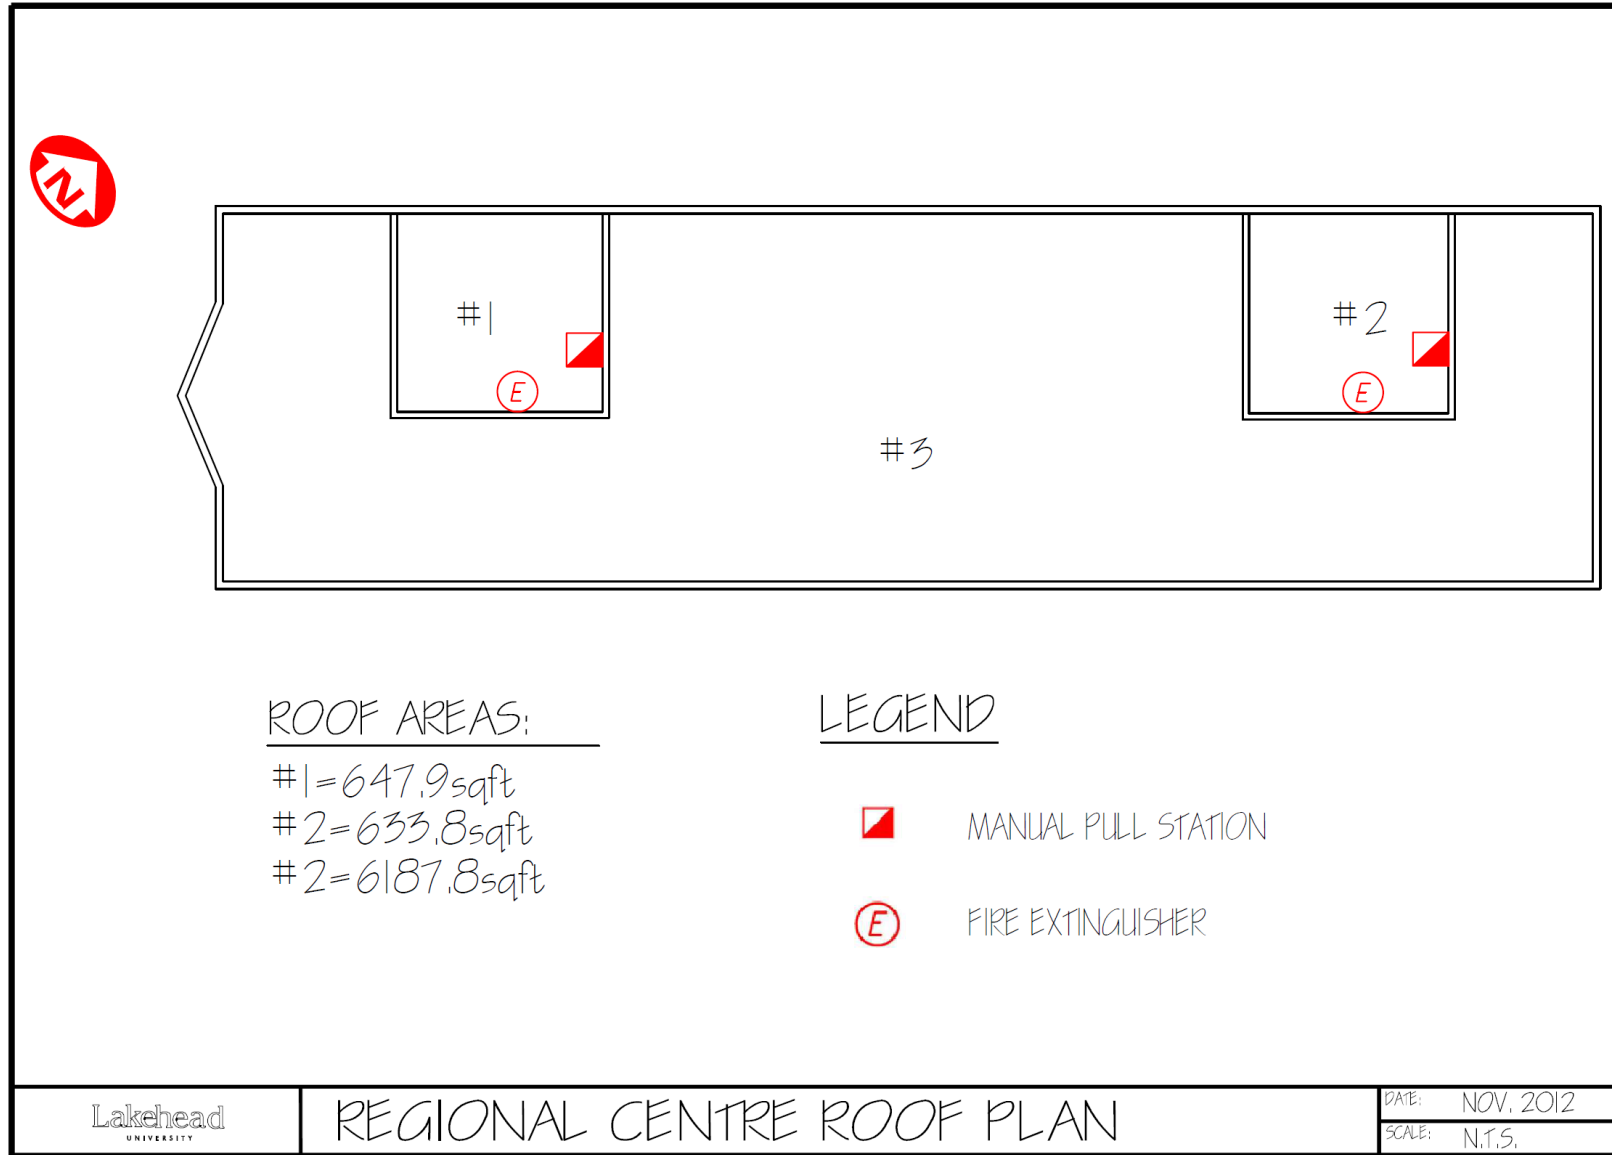 N
#1
#2
E
E
#3
ROOF AREAS:
#1=647.9sqft
#2=633.8sqft
#2=6187.8sqft
LEGEND
MANUAL PULL STATION
E
FIRE EXTINGUISHER
Lakehead
UNIVERSITY
REGIONAL CENTRE ROOF PLAN
DATE: NOV, 2012
SCALE: N.T.S.